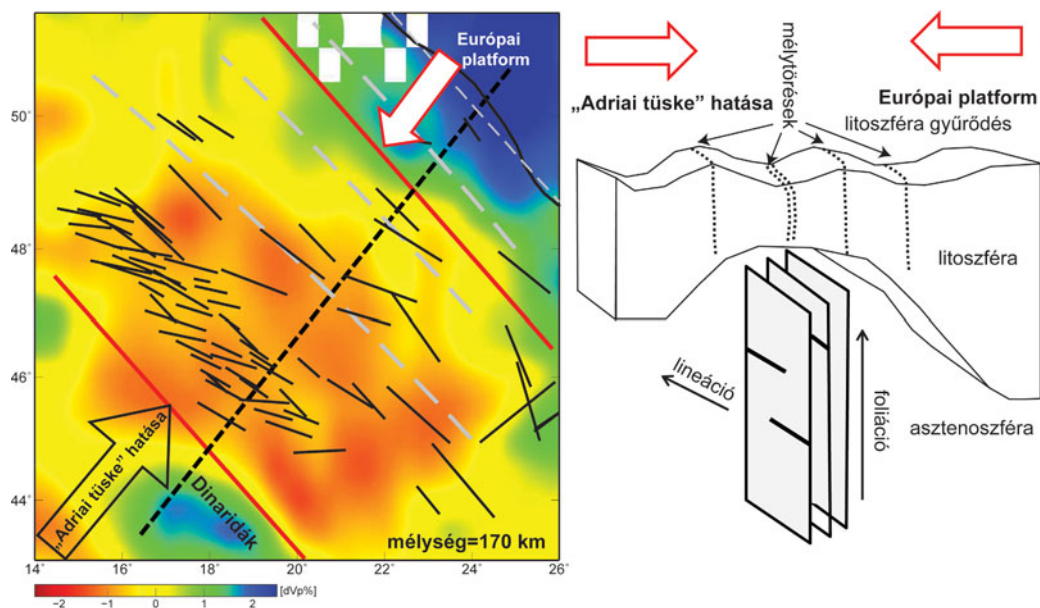 Európai
platform
50°
48°
46°
44°
„Adriai tüske” hatása
Dinaridák
mélység=170 km
14°
16°
18°
20°
22°
24°
26°
−2
−1
0
1
2
[dVp%]
mélytörések
„Adriai tüske” hatása
Európai platform
litoszféra gyűrődés
litoszféra
lineáció
foliáció
asztenoszféra